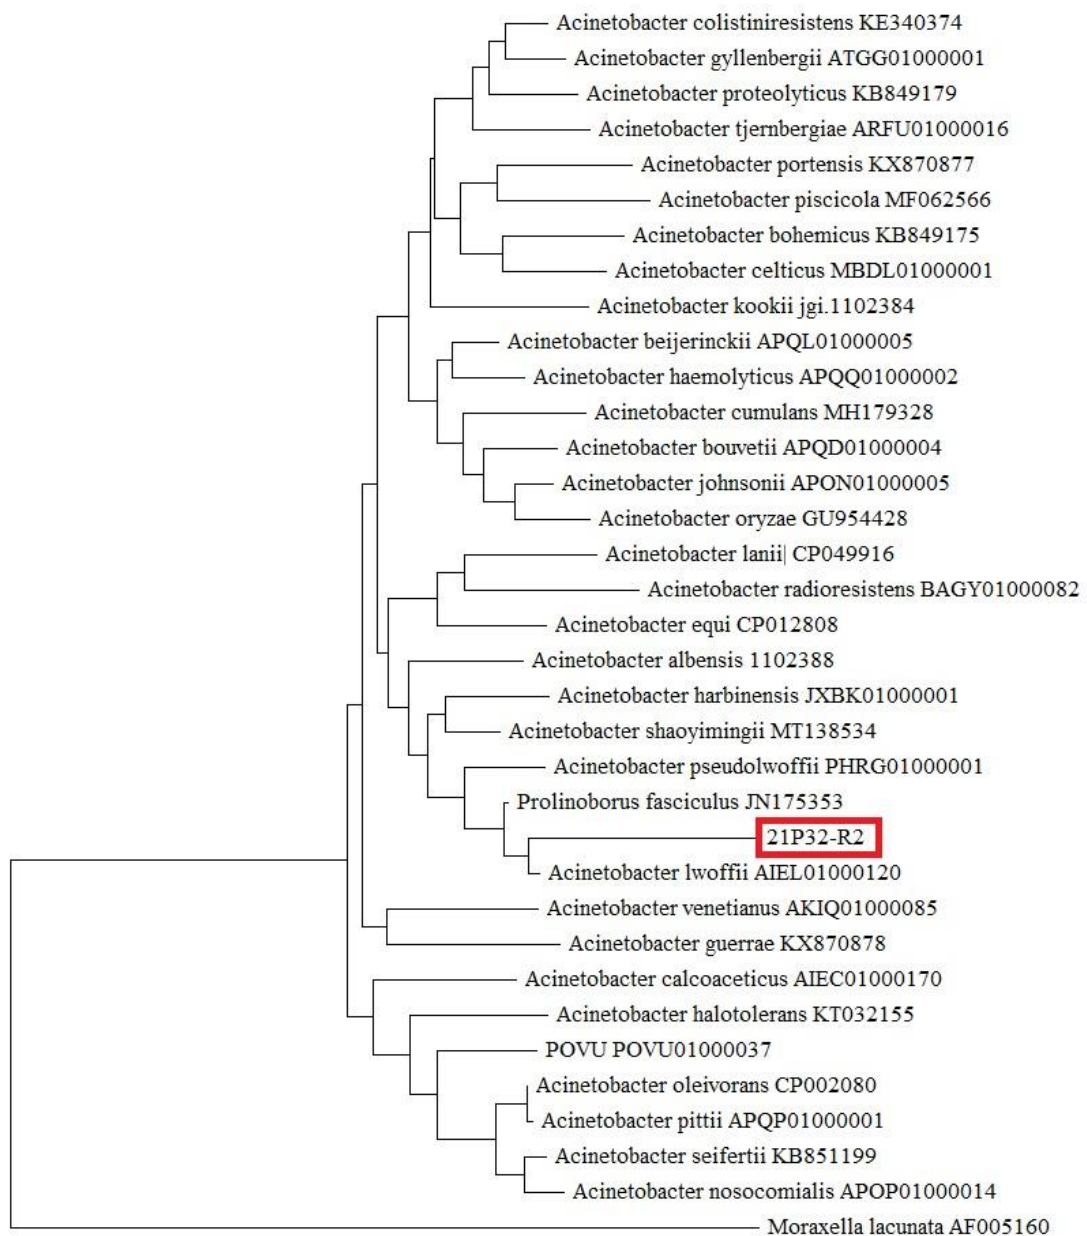 Acinetobacter colistiniresistens KE340374
Acinetobacter gyllenbergii ATGG01000001
Acinetobacter proteolyticus KB849179
Acinetobacter tjernbergiae ARFU01000016
Acinetobacter portensis KX870877
Acinetobacter piscicola MF062566
Acinetobacter bohemicus KB849175
Acinetobacter celticus MBDL01000001
Acinetobacter kookii jgi.1102384
Acinetobacter beijerinckii APQL01000005
Acinetobacter haemolyticus APQQ01000002
Acinetobacter cumulans MH179328
Acinetobacter bouvetii APQD01000004
Acinetobacter johnsonii APON01000005
Acinetobacter oryzae GU954428
Acinetobacter lanii| CP049916
Acinetobacter radioresistens BAGY01000082
Acinetobacter equi CP012808
Acinetobacter albensis 1102388
Acinetobacter harbinensis JXBK01000001
Acinetobacter shaoyimingii MT138534
Acinetobacter pseudolwoffii PHRG01000001
Prolinoborus fasciculus JN175353
21P32-R2
Acinetobacter lwoffii AIEL01000120
Acinetobacter venetianus AKIQ01000085
Acinetobacter guerrae KX870878
Acinetobacter calcoaceticus AIEC01000170
Acinetobacter halotolerans KT032155
POVU POVU01000037
Acinetobacter oleivorans CP002080
Acinetobacter pittii APQP01000001
Acinetobacter seifertii KB851199
Acinetobacter nosocomialis APOP01000014
Moraxella lacunata AF005160